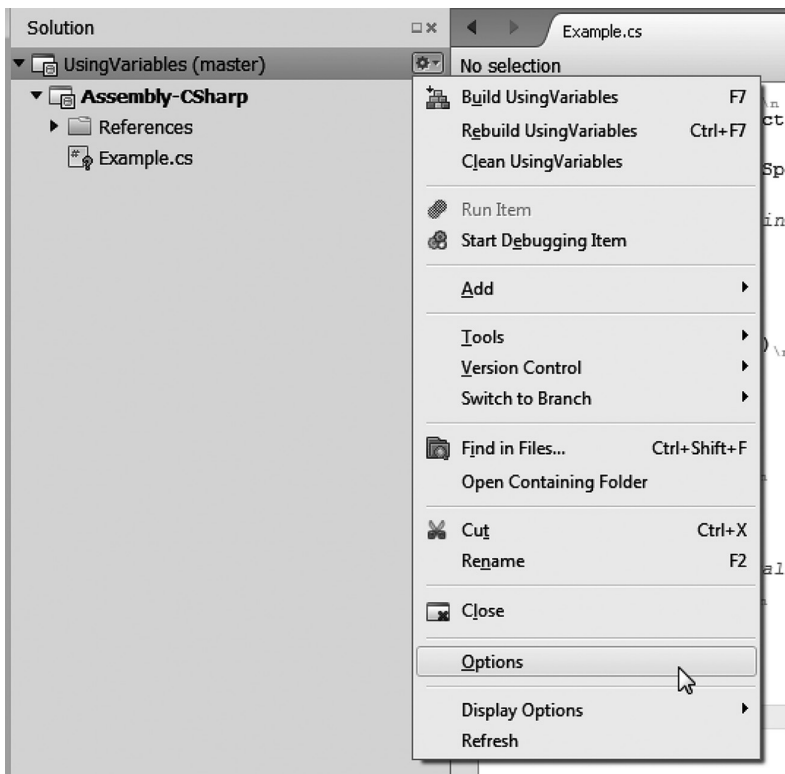 Solution
Example.cs
UsingVariables (master)
No selection
Assembly-CSharp
References
Example.cs
Build UsingVariables F7
Rebuild UsingVariables Ctrl+F7
Clean UsingVariables
Run Item
Start Debugging Item
Add
Tools
Version Control
Switch to Branch
Find in Files... Ctrl+Shift+F
Open Containing Folder
Cut Ctrl+X
Rename F2
Close
Options
Display Options
Refresh